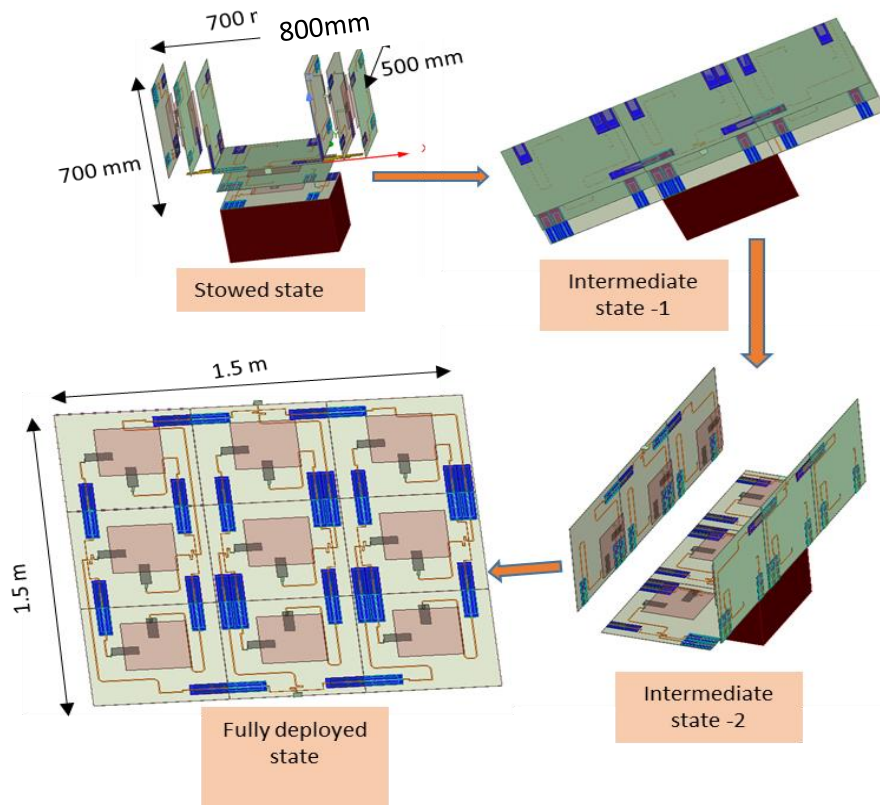 700 r
800mm
500 mm
700 mm
Stowed state
Intermediate
state -1
1.5 m
1.5 m
Fully deployed
state
Intermediate
state -2